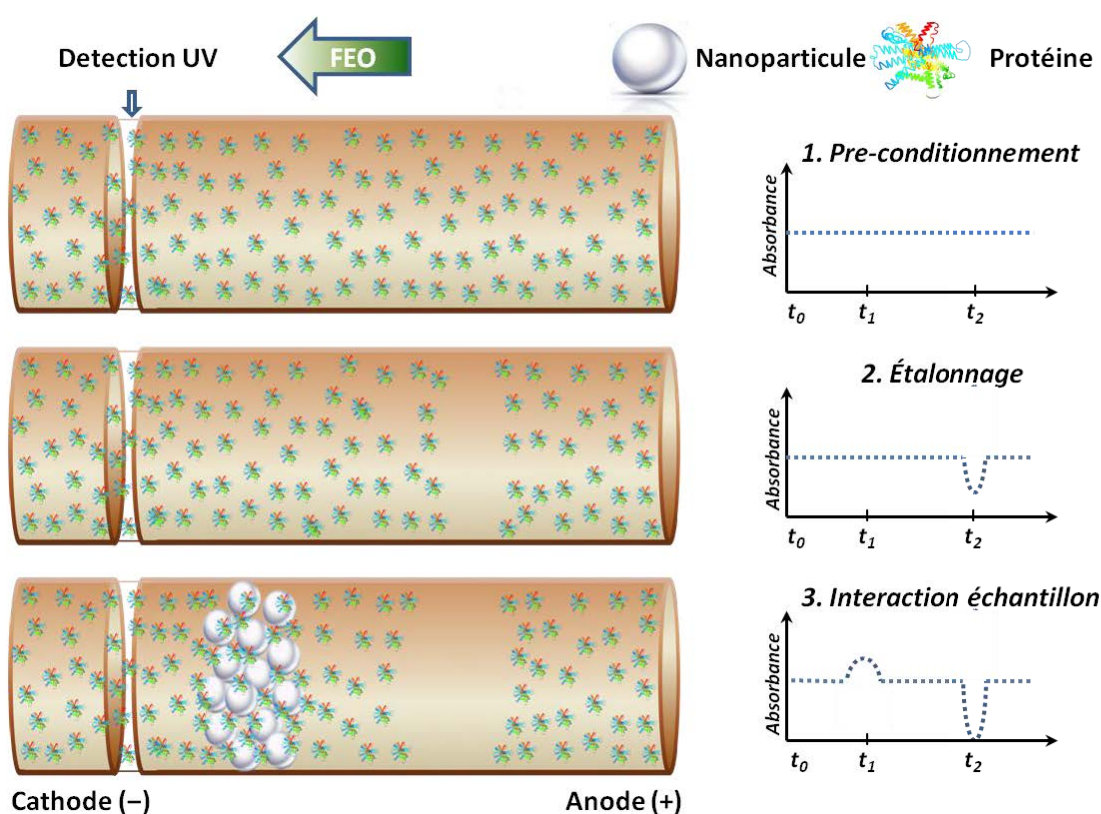 Detection UV
FEO
Nanoparticule
Protéine
1. Pre-conditionnement
Absorbance
t0 t1 t2
2. Étalonnage
Absorbance
t0 t1 t2
3. Interaction échantillon
Absorbance
t0 t1 t2
Cathode (–) Anode (+)